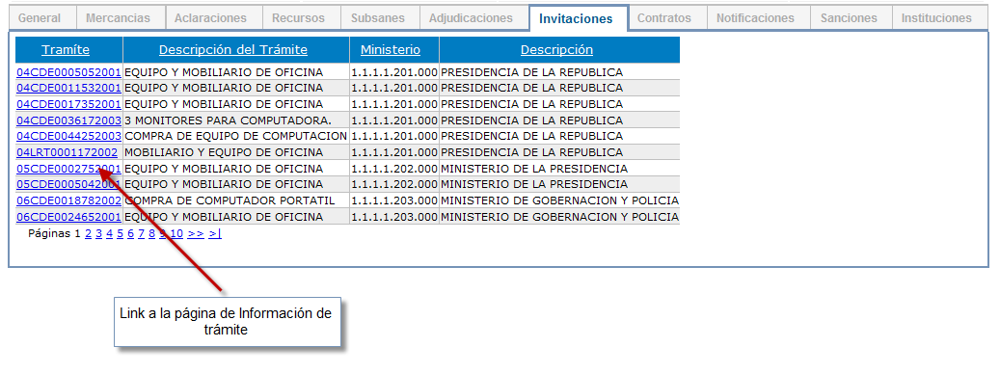 General Mercancias Aclaraciones Recursos Subsanes Adjudicaciones Invitaciones Contratos Notificaciones Sanciones Instituciones
Tramíte Descripción del Trámite Ministerio Descripción
04CDE0005052001 EQUIPO Y MOBILIARIO DE OFICINA 1.1.1.1.201.000 PRESIDENCIA DE LA REPUBLICA
04CDE0011532001 EQUIPO Y MOBILIARIO DE OFICINA 1.1.1.1.201.000 PRESIDENCIA DE LA REPUBLICA
04CDE0017352001 EQUIPO Y MOBILIARIO DE OFICINA 1.1.1.1.201.000 PRESIDENCIA DE LA REPUBLICA
04CDE0036172003 3 MONITORES PARA COMPUTADORA. 1.1.1.1.201.000 PRESIDENCIA DE LA REPUBLICA
04CDE0044252003 COMPRA DE EQUIPO DE COMPUTACION 1.1.1.1.201.000 PRESIDENCIA DE LA REPUBLICA
04LRT0001172002 MOBILIARIO Y EQUIPO DE OFICINA 1.1.1.1.201.000 PRESIDENCIA DE LA REPUBLICA
05CDE0002752001 EQUIPO Y MOBILIARIO DE OFICINA 1.1.1.1.202.000 MINISTERIO DE LA PRESIDENCIA
05CDE0005042001 EQUIPO Y MOBILIARIO DE OFICINA 1.1.1.1.202.000 MINISTERIO DE LA PRESIDENCIA
06CDE0018782002 COMPRA DE COMPUTADOR PORTATIL 1.1.1.1.203.000 MINISTERIO DE GOBERNACION Y POLICIA
06CDE0024652001 EQUIPO Y MOBILIARIO DE OFICINA 1.1.1.1.203.000 MINISTERIO DE GOBERNACION Y POLICIA
Páginas 1 2 3 4 5 6 7 8 9 10 >> >|
Link a la página de Información de
trámite